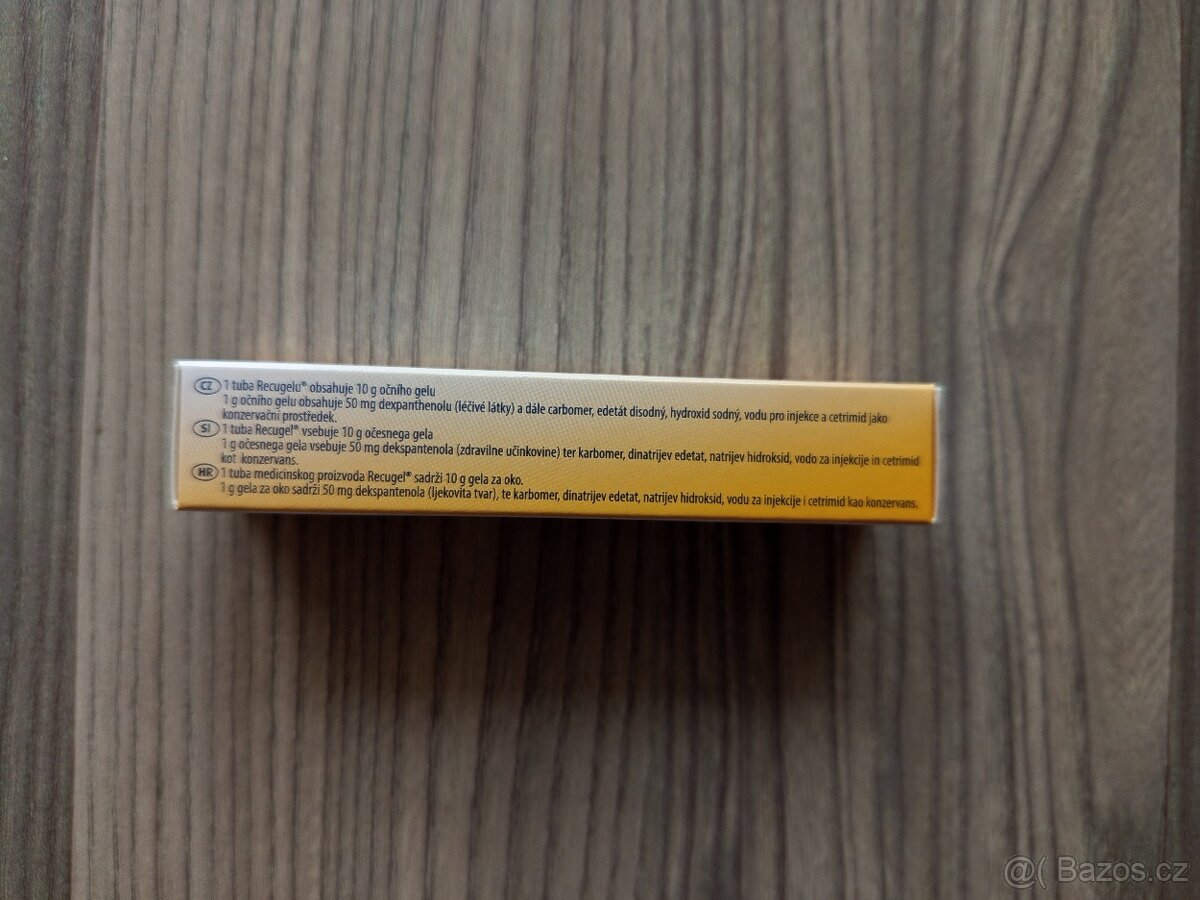 CZ 1 tuba Recugelu® obsahuje 10 g očního gelu
1 g očního gelu obsahuje 50 mg dexpanthenolu (léčivé látky) a dále carbomer, edetát disodný, hydroxid sodný, vodu pro injekce a cetrimid jako
konzervační prostředek.
SI 1 tuba Recugel® vsebuje 10 g očesnega gela
1 g očesnega gela vsebuje 50 mg dekspantenola (zdravilne učinkovine) ter karbomer, dinatrijev edetat, natrijev hidroksid, vodo za injekcije in cetrimid
kot konzervans.
HR 1 tuba medicinskog proizvoda Recugel® sadrži 10 g gela za oko.
1 g gela za oko sadrži 50 mg dekspantenola (ljekovita tvar), te karbomer, dinatrijev edetat, natrijev hidroksid, vodu za injekcije i cetrimid kao konzervans.
@( Bazos.cz